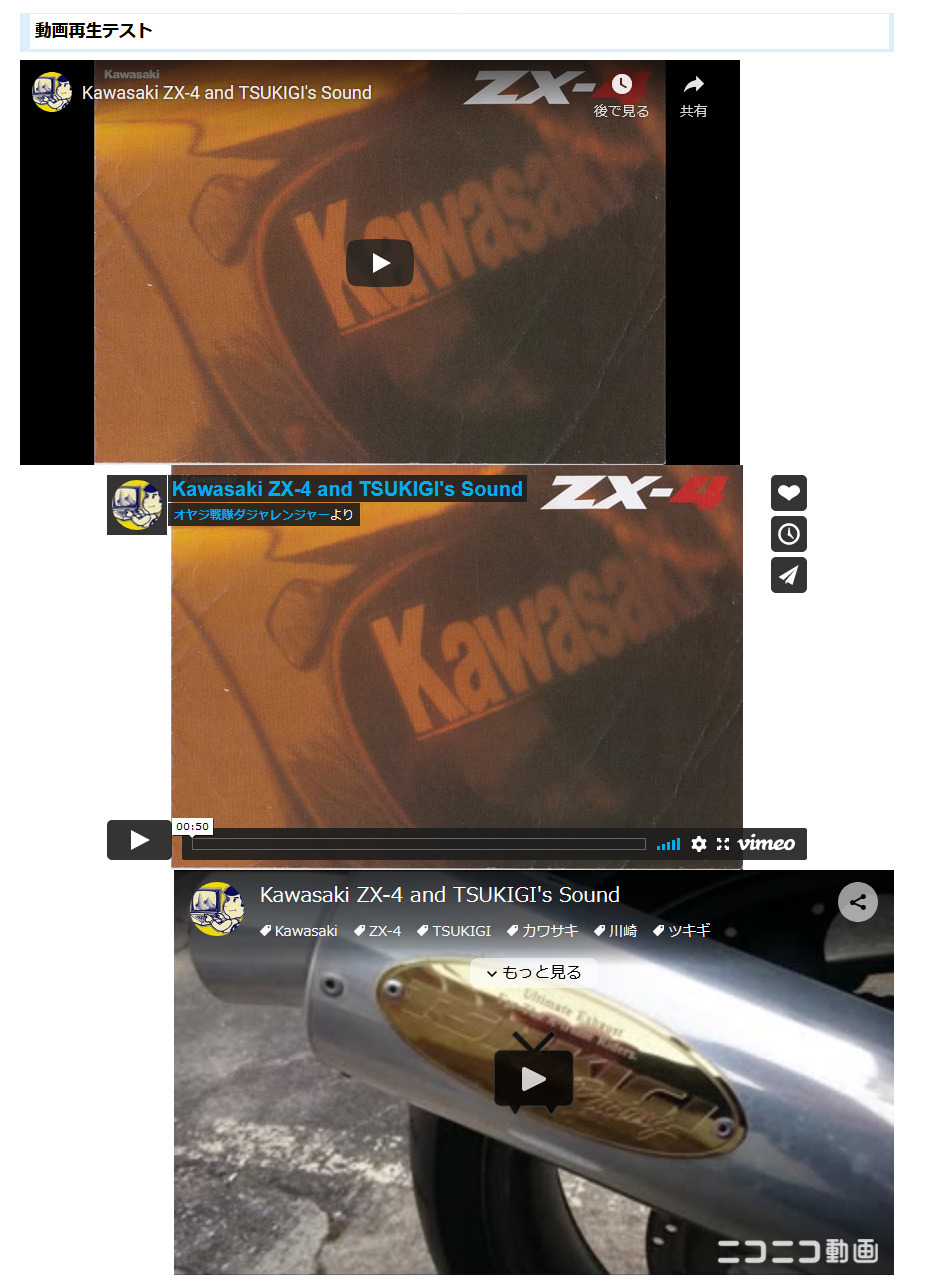 動画再生テスト
Kawasaki
ZX-4
Kawasaki ZX-4 and TSUKIGI's Sound
後で見る
共有
Kawasaki
Kawasaki ZX-4 and TSUKIGI's Sound
ZX-4
オヤジ戦隊ダジャレンジャーより
Kawasaki
00:50
vimeo
Kawasaki ZX-4 and TSUKIGI's Sound
Kawasaki ZX-4 TSUKIGI カワサキ 川崎 ツキギ
もっと見る
Ultimate Exhaust
Racing
ニコニコ動画